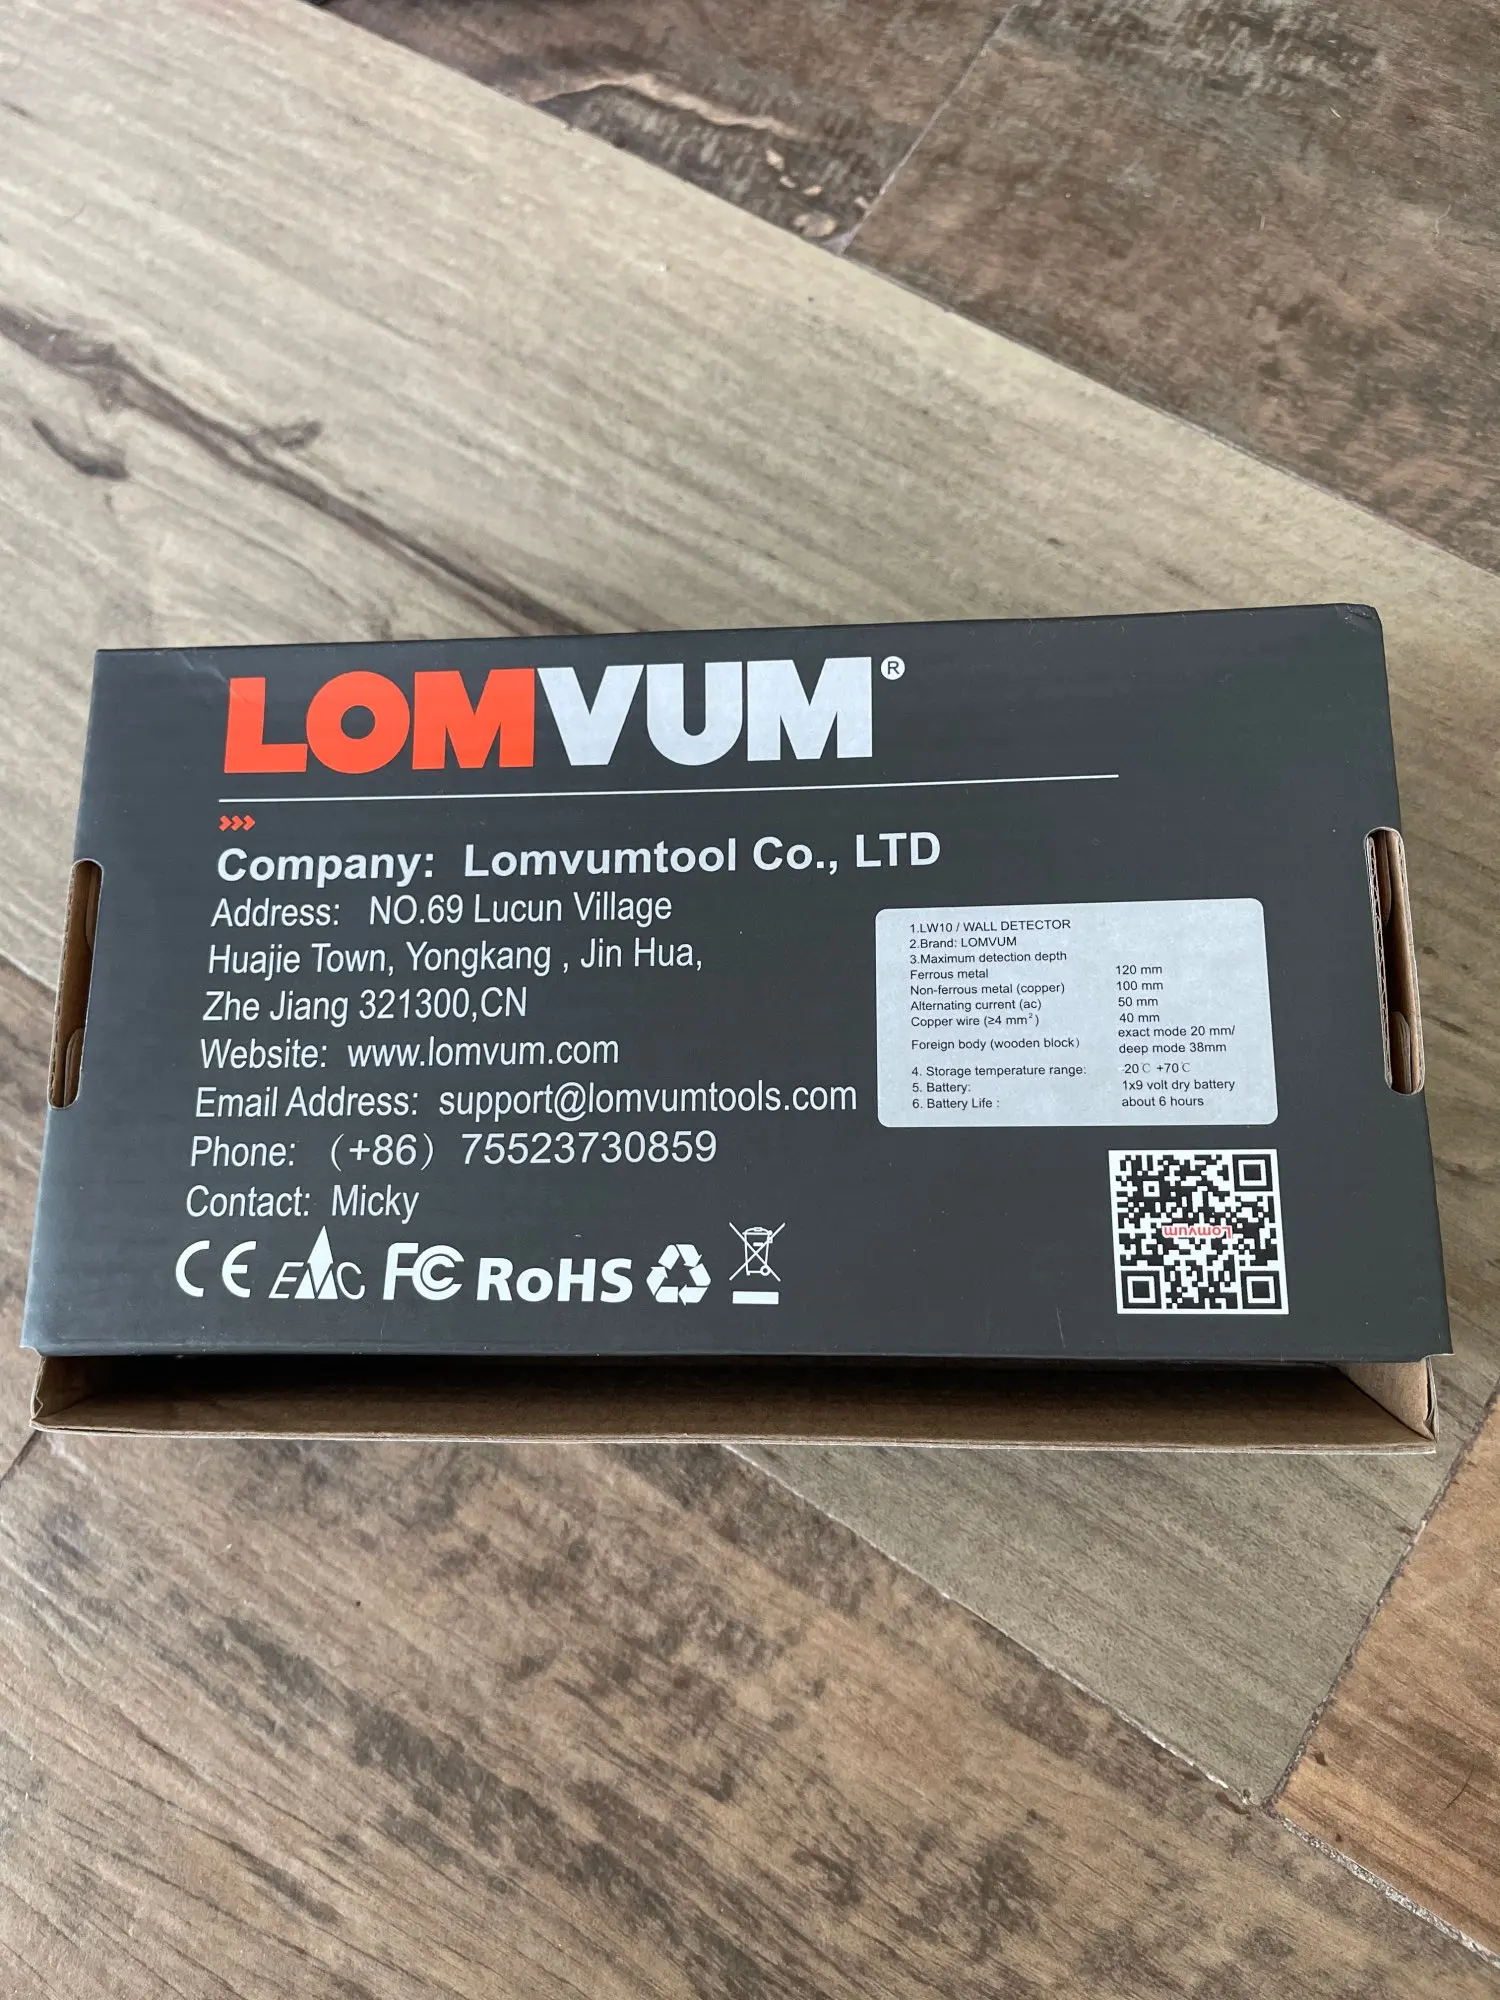 LOMVUM®
Company: Lomvumtool Co., LTD
Address: NO.69 Lucun Village
Huajie Town, Yongkang , Jin Hua,
Zhe Jiang 321300,CN
Website: www.lomvum.com
Email Address: support@lomvumtools.com
Phone: （+86）75523730859
Contact: Micky
CE EMC FC RoHS
1.LW10 / WALL DETECTOR
2.Brand: LOMVUM
3.Maximum detection depth
Ferrous metal 120 mm
Non-ferrous metal (copper) 100 mm
Alternating current (ac) 50 mm
Copper wire (≥4 mm²) 40 mm
Foreign body (wooden block) exact mode 20 mm/
deep mode 38mm
4. Storage temperature range: -20℃ +70℃
5. Battery: 1x9 volt dry battery
6. Battery Life : about 6 hours
Lomvum